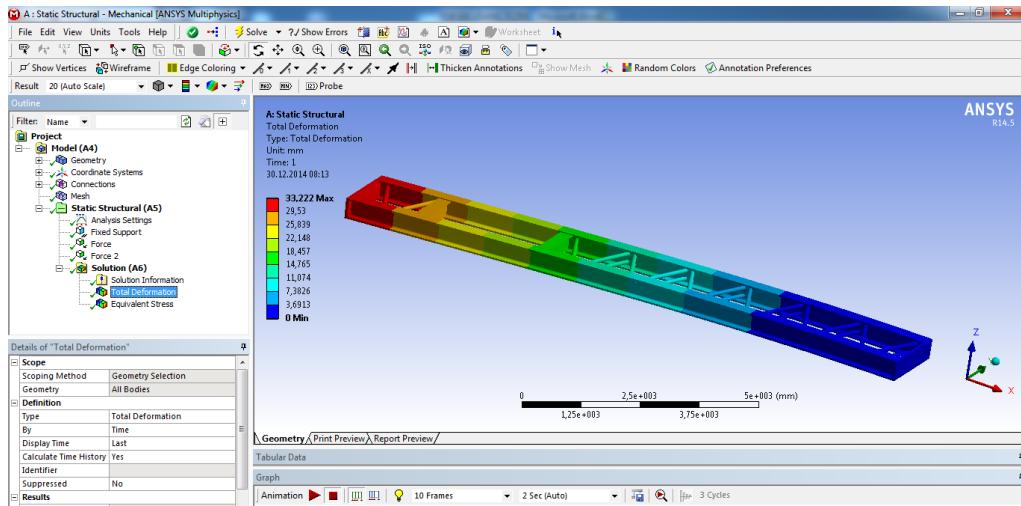 A : Static Structural - Mechanical [ANSYS Multiphysics]
File Edit View Units Tools Help Solve ?/ Show Errors Worksheet
Show Vertices Wireframe Edge Coloring Thicken Annotations Show Mesh Random Colors Annotation Preferences
Result 20 (Auto Scale) Probe
Outline
Filter: Name
Project
Model (A4)
Geometry
Coordinate Systems
Connections
Mesh
Static Structural (A5)
Analysis Settings
Fixed Support
Force
Force 2
Solution (A6)
Solution Information
Total Deformation
Equivalent Stress
Details of "Total Deformation"
Scope
Scoping Method Geometry Selection
Geometry All Bodies
Definition
Type Total Deformation
By Time
Display Time Last
Calculate Time History Yes
Identifier
Suppressed No
Results
A: Static Structural
Total Deformation
Type: Total Deformation
Unit: mm
Time: 1
30.12.2014 08:13
33,222 Max
29,53
25,839
22,148
18,457
14,765
11,074
7,3826
3,6913
0 Min
ANSYS
R14.5
Z
X
0 2,5e+003 5e+003 (mm)
1,25e+003 3,75e+003
Geometry Print Preview Report Preview
Tabular Data
Graph
Animation 10 Frames 2 Sec (Auto) 3 Cycles